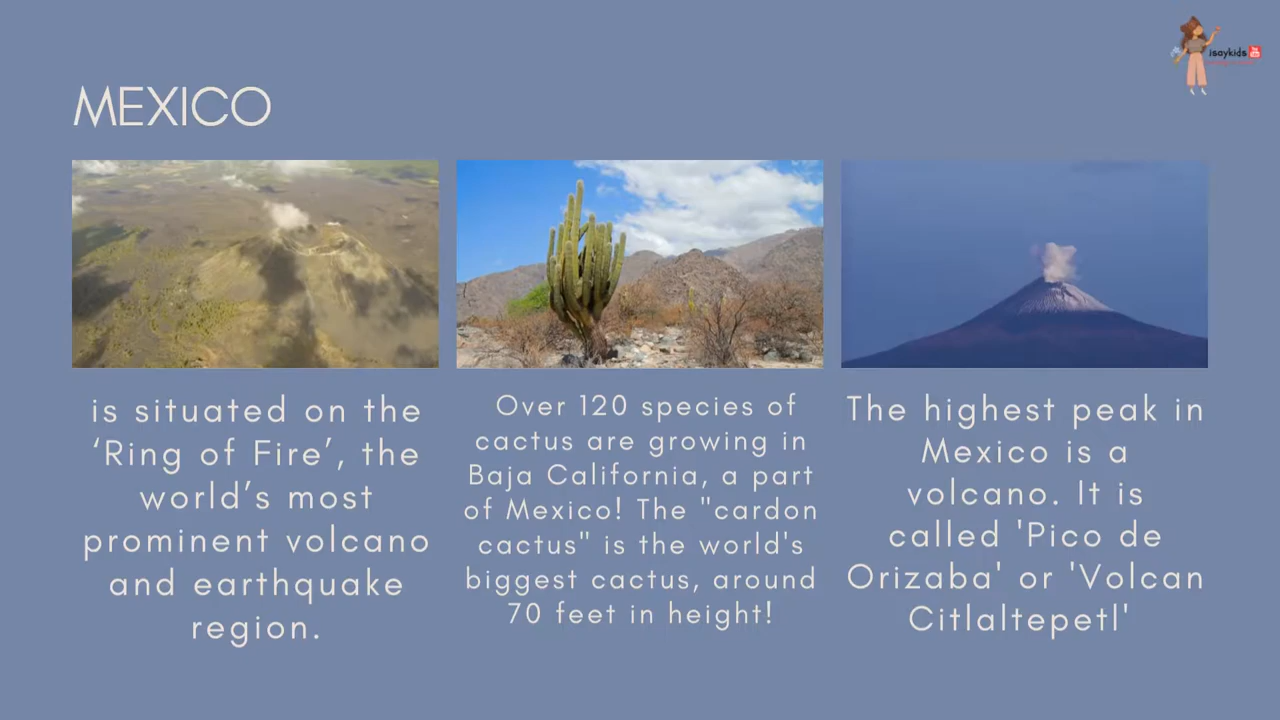 isaykids
MEXICO
is situated on the
‘Ring of Fire’, the
world’s most
prominent volcano
and earthquake
region.
Over 120 species of
cactus are growing in
Baja California, a part
of Mexico! The "cardon
cactus" is the world's
biggest cactus, around
70 feet in height!
The highest peak in
Mexico is a
volcano. It is
called 'Pico de
Orizaba' or 'Volcan
Citlaltepetl'